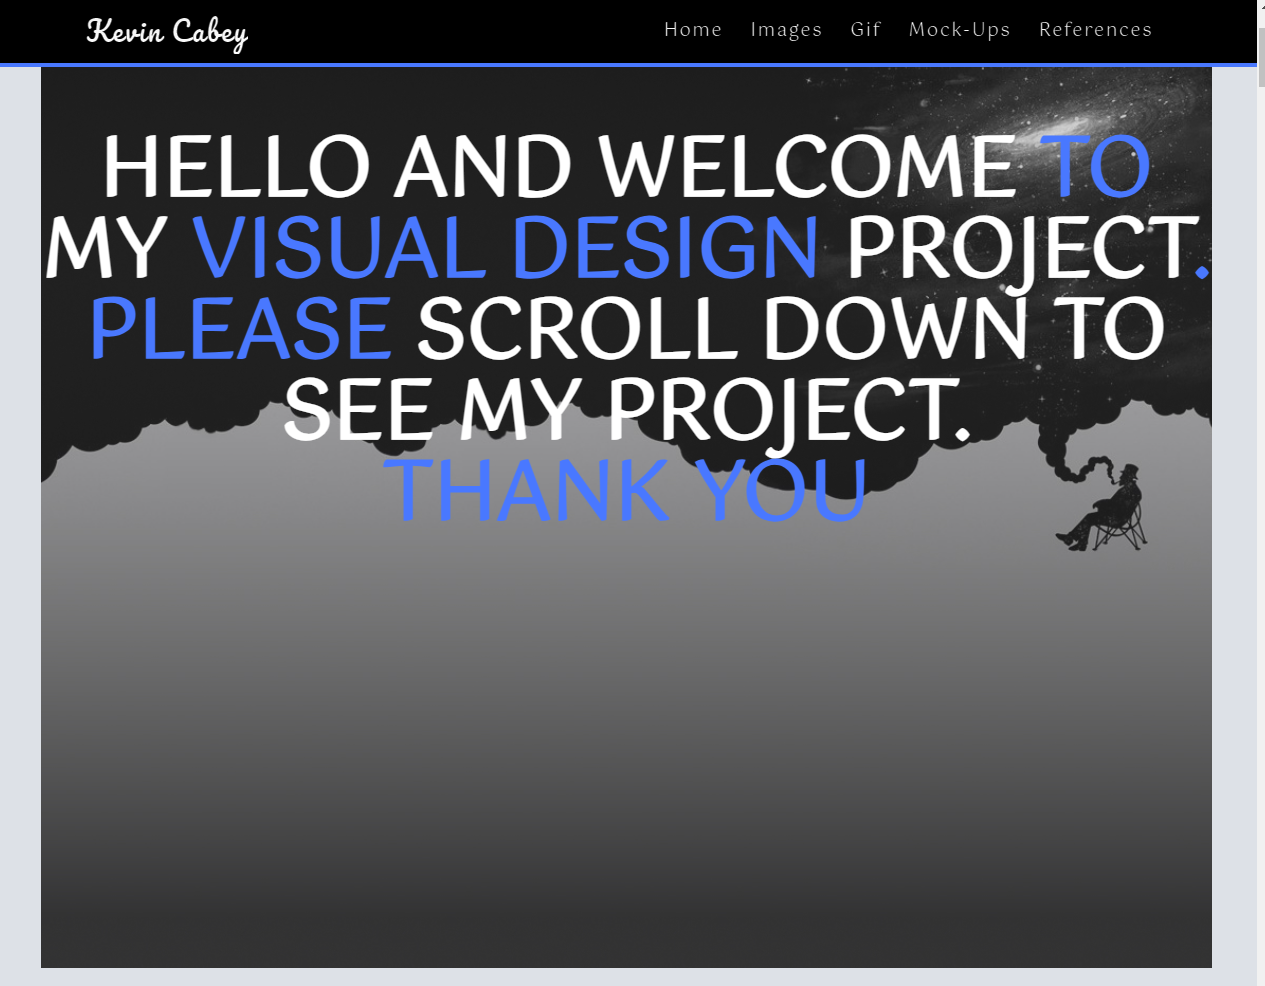 Kevin Cabey
Home Images Gif Mock-Ups References
HELLO AND WELCOME TO
MY VISUAL DESIGN PROJECT.
PLEASE SCROLL DOWN TO
SEE MY PROJECT.
THANK YOU